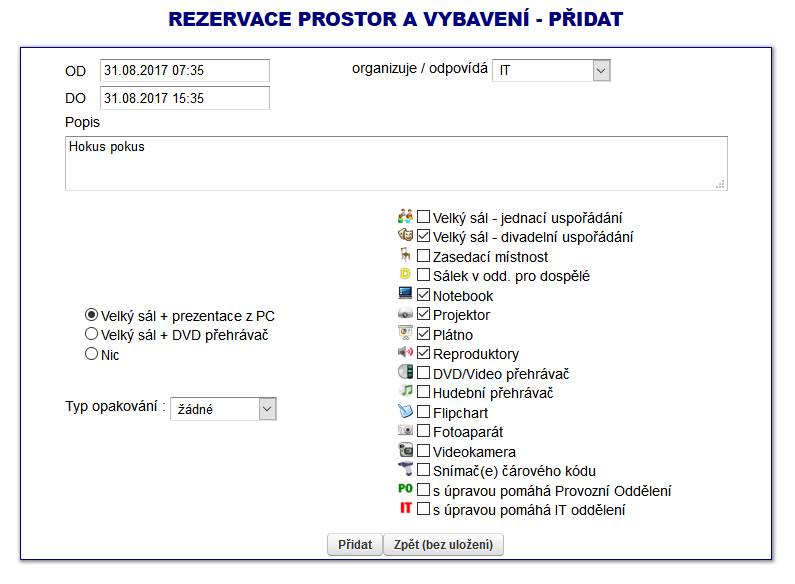 REZERVACE PROSTOR A VYBAVENÍ - PŘIDAT
OD 31.08.2017 07:35 organizuje / odpovídá IT
DO 31.08.2017 15:35
Popis
Hokus pokus
Velký sál - jednací uspořádání
Velký sál - divadelní uspořádání
Zasedací místnost
D Sálek v odd. pro dospělé
Notebook
Velký sál + prezentace z PC
Projektor
Velký sál + DVD přehrávač
Plátno
Nic
Reproduktory
DVD/Video přehrávač
Hudební přehrávač
Typ opakování : žádné
Flipchart
Fotoaparát
Videokamera
Snímač(e) čárového kódu
PO s úpravou pomáhá Provozní Oddělení
IT s úpravou pomáhá IT oddělení
Přidat Zpět (bez uložení)